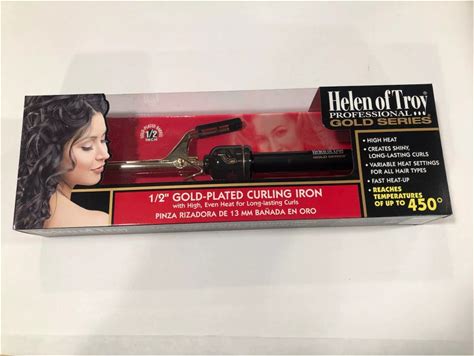 Helen of Troy
PROFESSIONAL
GOLD SERIES
• HIGH HEAT
• CREATES SHINY,
LONG-LASTING CURLS
• VARIABLE HEAT SETTINGS
FOR ALL HAIR TYPES
• FAST HEAT-UP
• REACHES
TEMPERATURES
OF UP TO 450°
1/2
1/2" GOLD-PLATED CURLING IRON
with High, Even Heat for Long-lasting Curls
PINZA RIZADORA DE 13 MM BAÑADA EN ORO